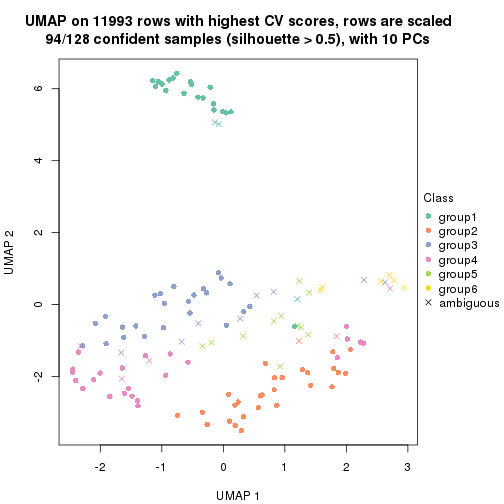 UMAP on 11993 rows with highest CV scores, rows are scaled
94/128 confident samples (silhouette > 0.5), with 10 PCs
UMAP 2
6
4
2
0
-2
-2
-1
0
1
2
3
UMAP 1
Class
group1
group2
group3
group4
group5
group6
ambiguous